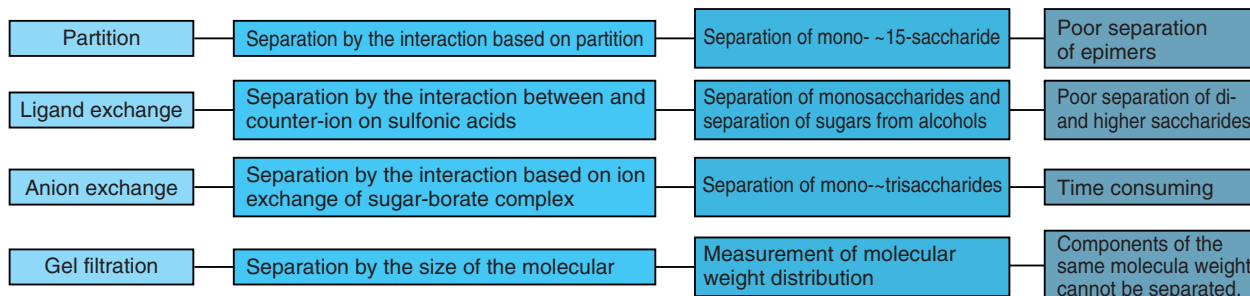 Partition
Separation by the interaction based on partition
Separation of mono- ~15-saccharide
Poor separation
of epimers
Ligand exchange
Separation by the interaction between and
counter-ion on sulfonic acids
Separation of monosaccharides and
separation of sugars from alcohols
Poor separation of di-
and higher saccharides
Anion exchange
Separation by the interaction based on ion
exchange of sugar-borate complex
Separation of mono-~trisaccharides
Time consuming
Gel filtration
Separation by the size of the molecular
Measurement of molecular
weight distribution
Components of the
same molecula weight
cannot be separated.